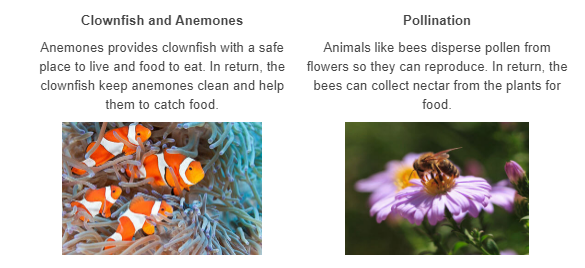 Clownfish and Anemones
Anemones provides clownfish with a safe
place to live and food to eat. In return, the
clownfish keep anemones clean and help
them to catch food.
Pollination
Animals like bees disperse pollen from
flowers so they can reproduce. In return, the
bees can collect nectar from the plants for
food.